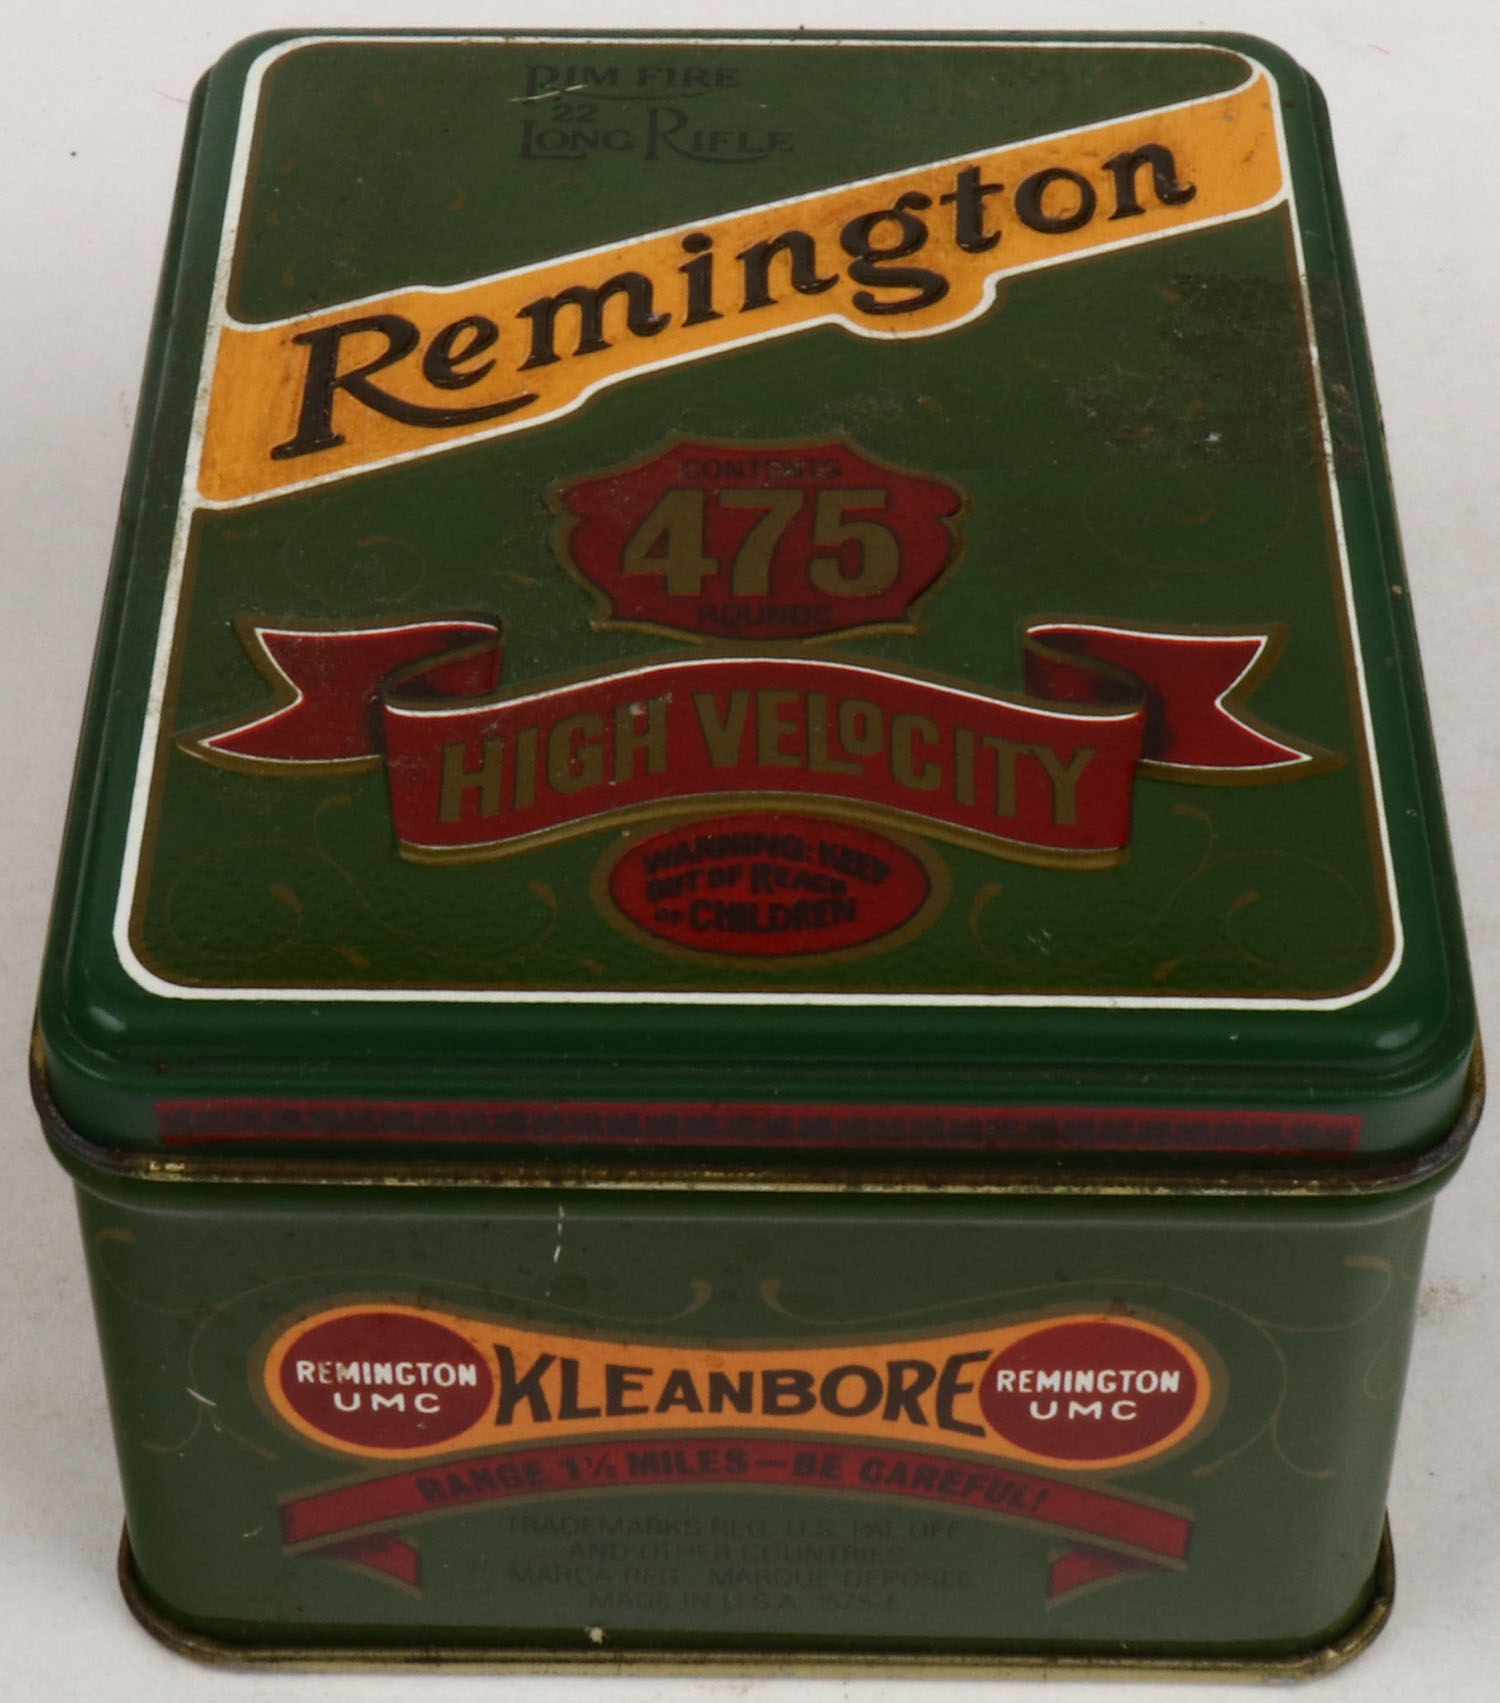 RIM FIRE
.22
LONG RIFLE
Remington
CONTENTS
475
ROUNDS
HIGH VELOCITY
WARNING: KEEP
OUT OF REACH
OF CHILDREN
REMINGTON
UMC
KLEANBORE
REMINGTON
UMC
RANGE 1½ MILES—BE CAREFUL!
TRADEMARKS REG. U.S. PAT. OFF.
AND OTHER COUNTRIES
MARCA REG. MARQUE DEPOSEE
MADE IN U.S.A.